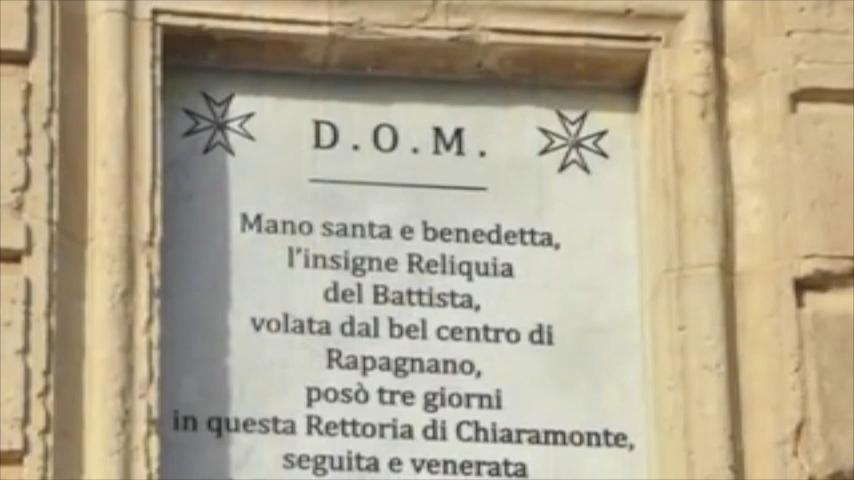 D.O.M.
Mano santa e benedetta,
l'insigne Reliquia
del Battista,
volata dal bel centro di
Rapagnano,
posò tre giorni
in questa Rettoria di Chiaramonte,
seguita e venerata